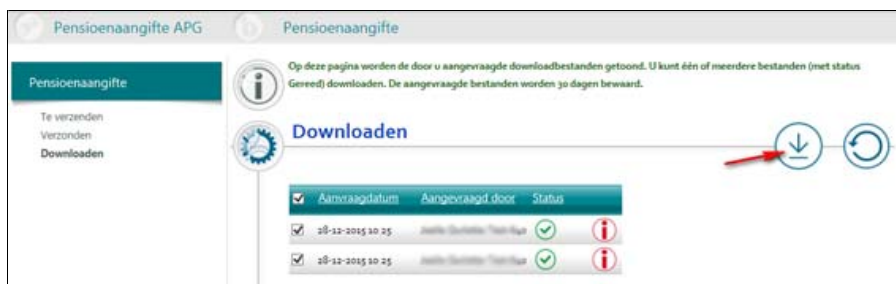 Pensioenaangifte APG
Pensioenaangifte
Pensioenaangifte
Te verzenden
Verzonden
Downloaden
Op deze pagina worden de door u aangevraagde downloadbestanden getoond. U kunt één of meerdere bestanden (met status
Gereed) downloaden. De aangevraagde bestanden worden 30 dagen bewaard.
Downloaden
Aanvraagdatum Aangevraagd door Status
28-12-2015 10 25
28-12-2015 10 25